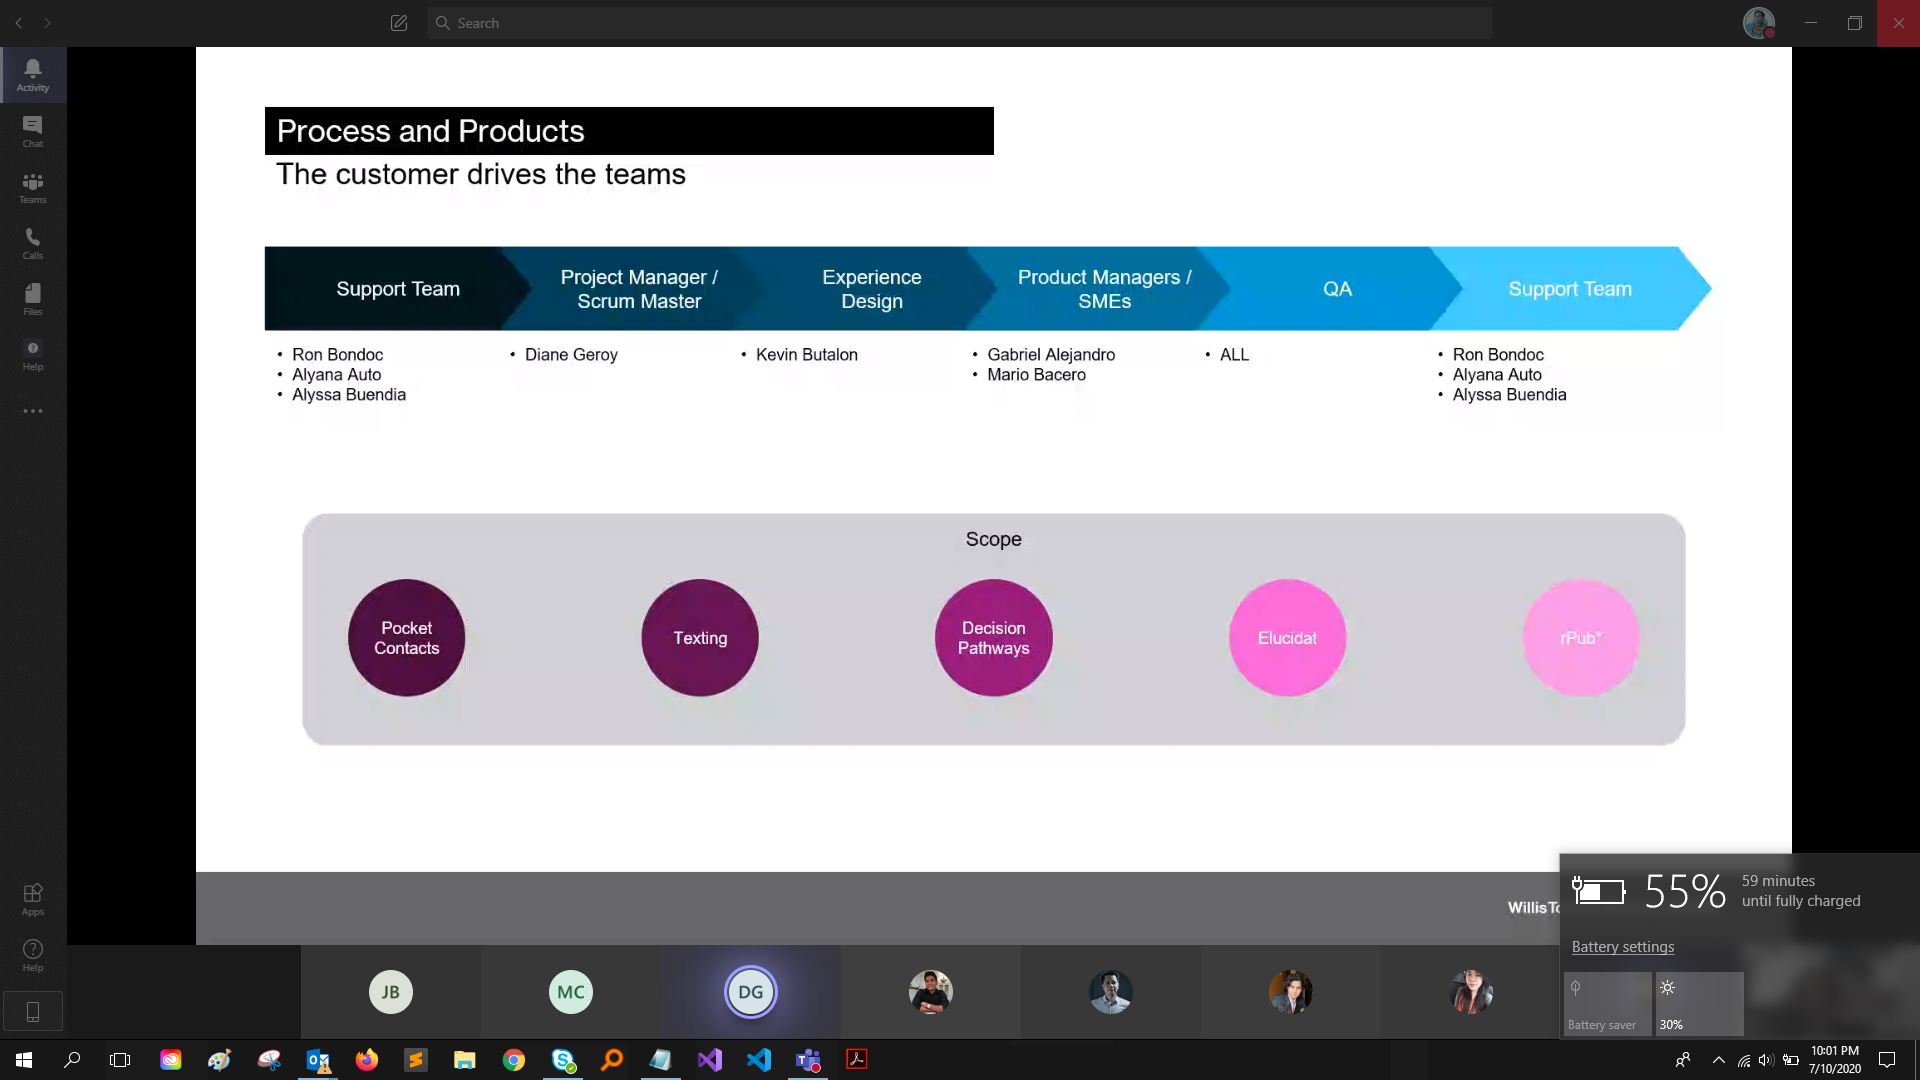 Search
Activity
Chat
Teams
Calls
Files
Help
Apps
Help
Process and Products
The customer drives the teams
Support Team
Project Manager /
Scrum Master
Experience
Design
Product Managers /
SMEs
QA
Support Team
• Ron Bondoc
• Alyana Auto
• Alyssa Buendia
• Diane Geroy
• Kevin Butalon
• Gabriel Alejandro
• Mario Bacero
• ALL
• Ron Bondoc
• Alyana Auto
• Alyssa Buendia
Scope
Pocket
Contacts
Texting
Decision
Pathways
Elucidat
rPub*
WillisTo
55%
59 minutes
until fully charged
Battery settings
Battery saver
30%
JB
MC
DG
10:01 PM
7/10/2020